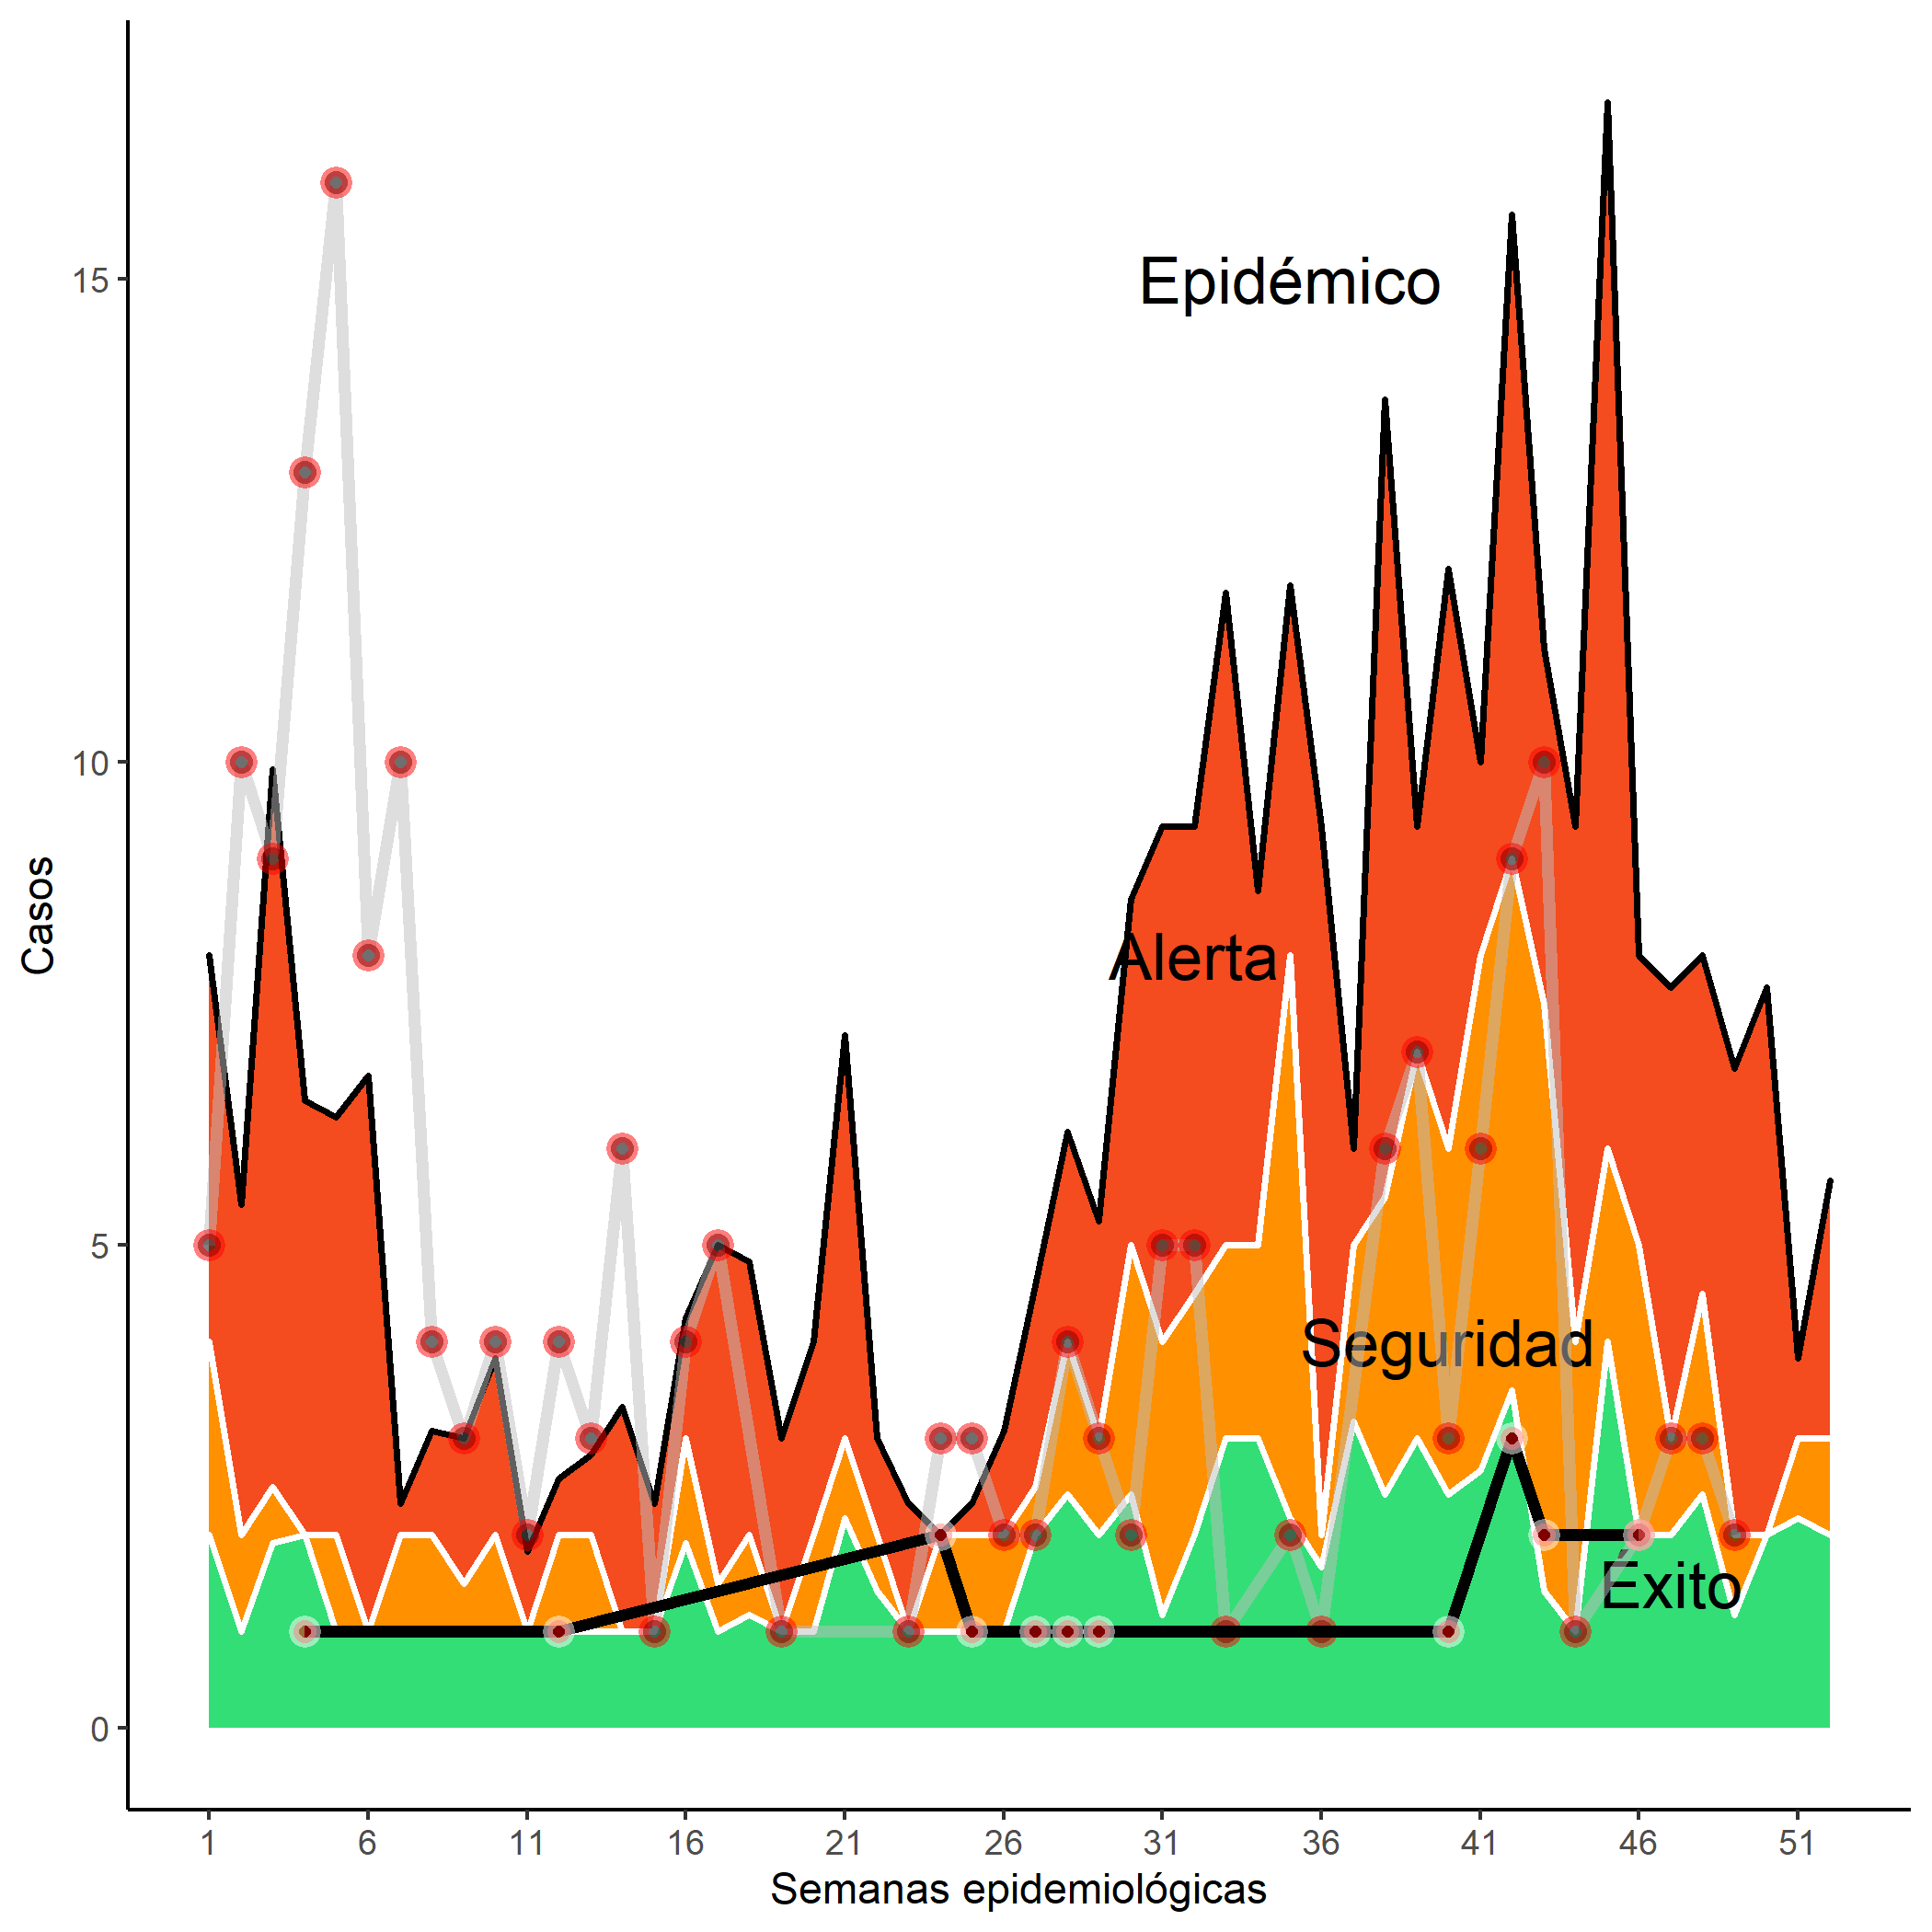 15
10
5
0
Casos
Epidémico
Alerta
Seguridad
Exito
1 6 11 16 21 26 31 36 41 46 51
Semanas epidemiológicas